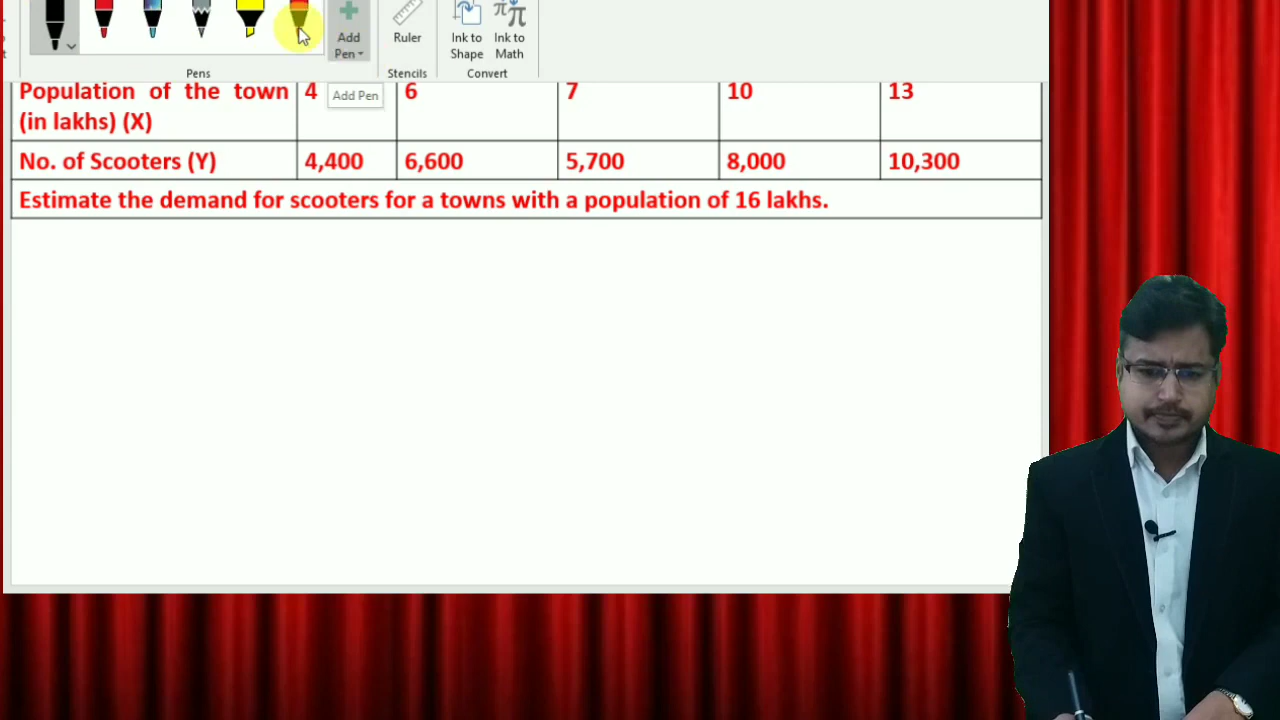 Add Pen
Ruler
Ink to Shape
Ink to Math
Pens
Stencils
Convert
Add Pen
Population of the town (in lakhs) (X) 4 6 7 10 13
No. of Scooters (Y) 4,400 6,600 5,700 8,000 10,300
Estimate the demand for scooters for a towns with a population of 16 lakhs.